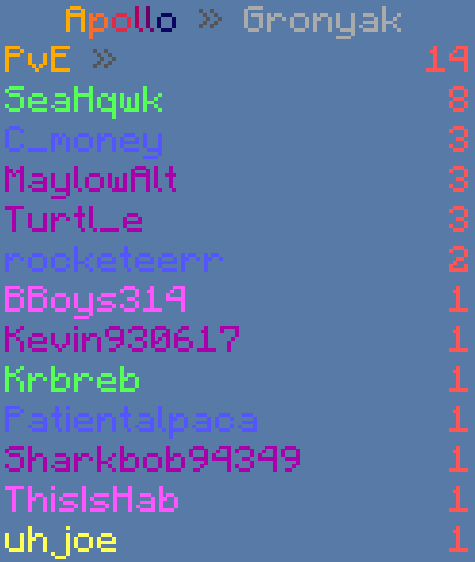 Apollo » Gronyak
PvE » 14
SeaHqwk 8
C_money 3
MaylowAlt 3
Turtl_e 3
rocketeerr 2
BBoys314 1
Kevin930617 1
Krbreb 1
Patientalpaca 1
Sharkbob94349 1
ThisIsHab 1
uh_joe 1